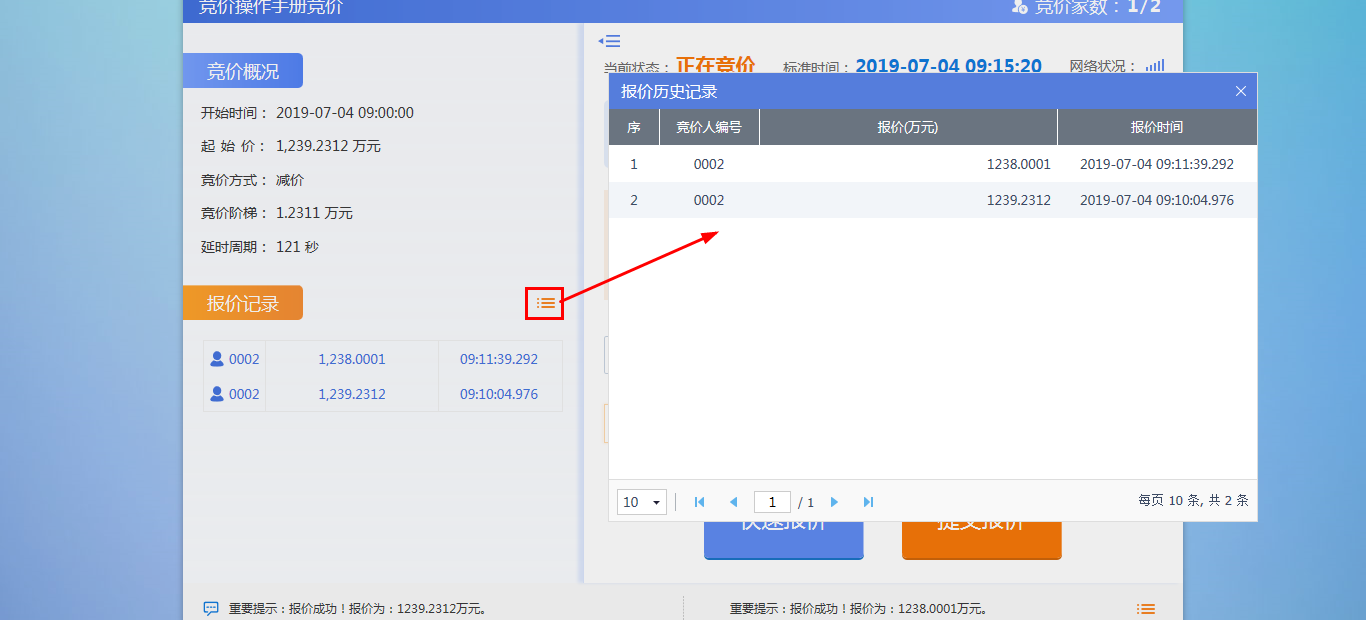 竞价操作手册竞价
竞价家数：1/2
竞价概况
开始时间： 2019-07-04 09:00:00
起 始 价： 1,239.2312 万元
竞价方式： 减价
竞价阶梯： 1.2311 万元
延时周期： 121 秒
报价记录
0002 1,238.0001 09:11:39.292
0002 1,239.2312 09:10:04.976
当前状态：正在竞价 标准时间：2019-07-04 09:15:20 网络状况：
报价历史记录
序 竞价人编号 报价(万元) 报价时间
1 0002 1238.0001 2019-07-04 09:11:39.292
2 0002 1239.2312 2019-07-04 09:10:04.976
10 1 / 1 每页 10 条, 共 2 条
快速报价 提交报价
重要提示：报价成功！报价为：1239.2312万元。
重要提示：报价成功！报价为：1238.0001万元。